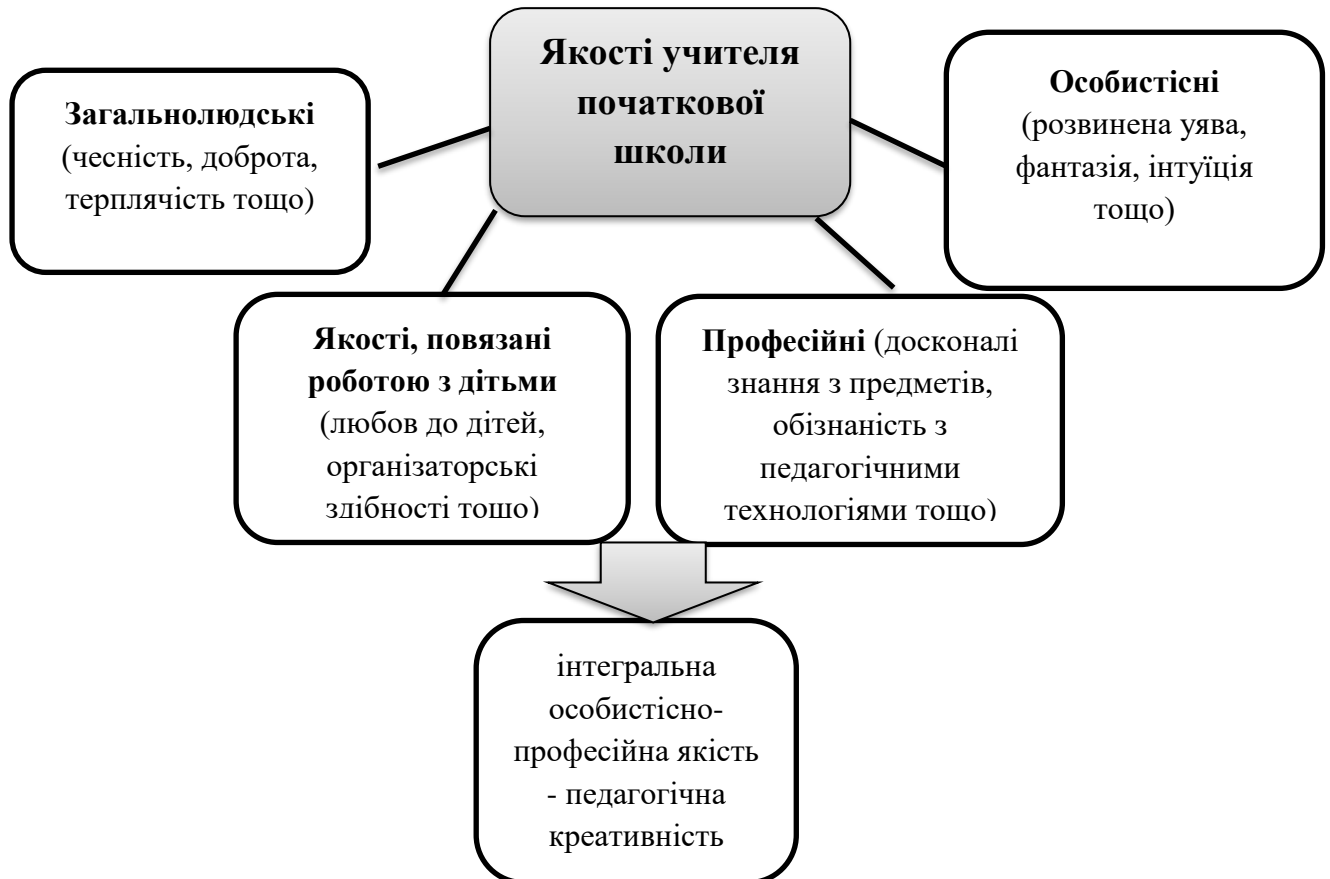 Якості учителя
початкової
школи
Загальнолюдські
(чесність, доброта,
терплячість тощо)
Особистісні
(розвинена уява,
фантазія, інтуїція
тощо)
Якості, повязані
роботою з дітьми
(любов до дітей,
організаторські
здібності тощо)
Професійні (досконалі
знання з предметів,
обізнаність з
педагогічними
технологіями тощо)
інтегральна
особистісно-
професійна якість
- педагогічна
креативність